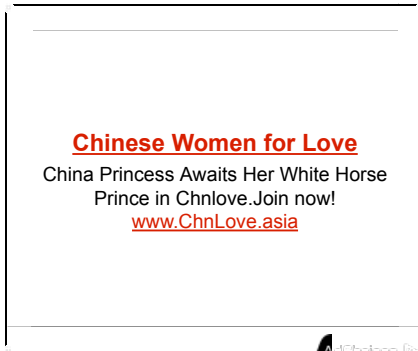 Chinese Women for Love
China Princess Awaits Her White Horse
Prince in Chnlove.Join now!
www.ChnLove.asia